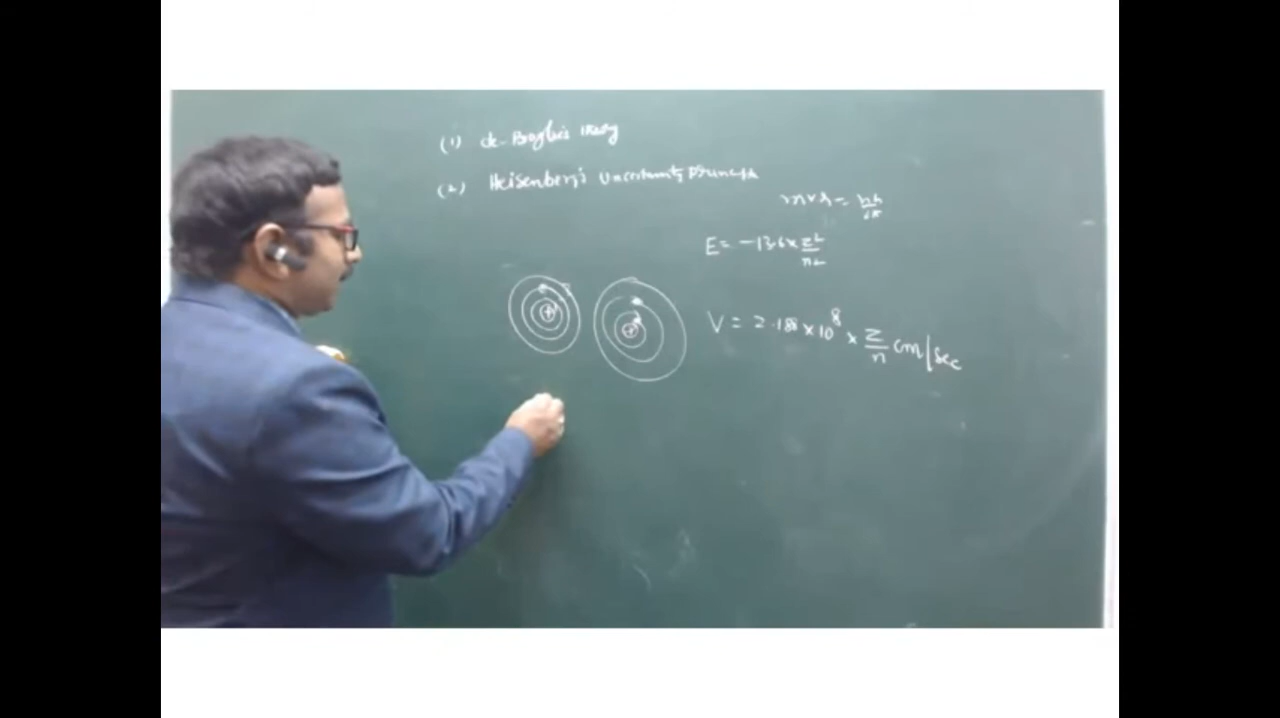 (1) de-Broglie's theory
(2) Heisenberg's Uncertainty Principle
mvr = nh/2π
E = -13.6 × Z²/n²
V = 2.188 × 10⁸ × Z/n cm/sec
+ +